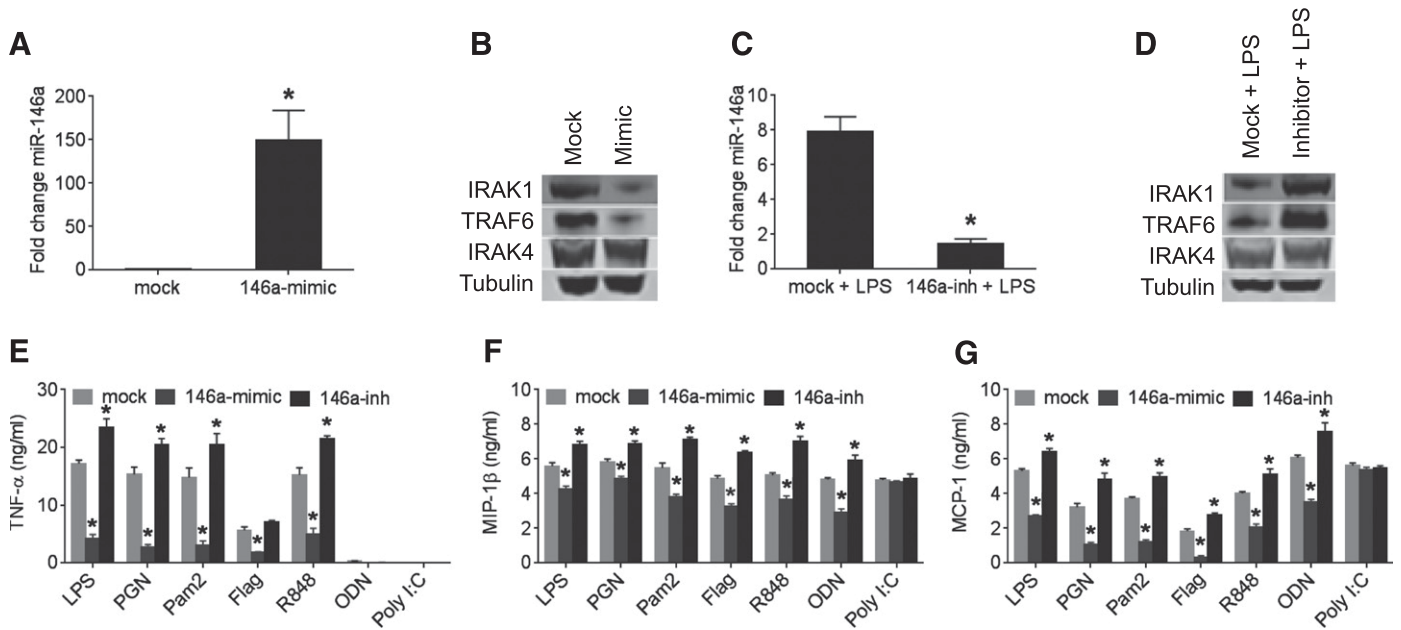 A
Fold change miR-146a
200
150
100
50
0
*
mock
146a-mimic
B
Mock
Mimic
IRAK1
TRAF6
IRAK4
Tubulin
C
Fold change miR-146a
10
8
6
4
2
0
*
mock + LPS
146a-inh + LPS
D
Mock + LPS
Inhibitor + LPS
IRAK1
TRAF6
IRAK4
Tubulin
E
TNF-α (ng/ml)
30
20
10
0
mock 146a-mimic 146a-inh
* * * *
* * * * *
LPS PGN Pam2 Flag R848 ODN Poly I:C
F
MIP-1β (ng/ml)
10
8
6
4
2
0
mock 146a-mimic 146a-inh
* * * * * *
* * * * * *
LPS PGN Pam2 Flag R848 ODN Poly I:C
G
MCP-1 (ng/ml)
10
8
6
4
2
0
mock 146a-mimic 146a-inh
* * * * * *
* * * * *
LPS PGN Pam2 Flag R848 ODN Poly I:C